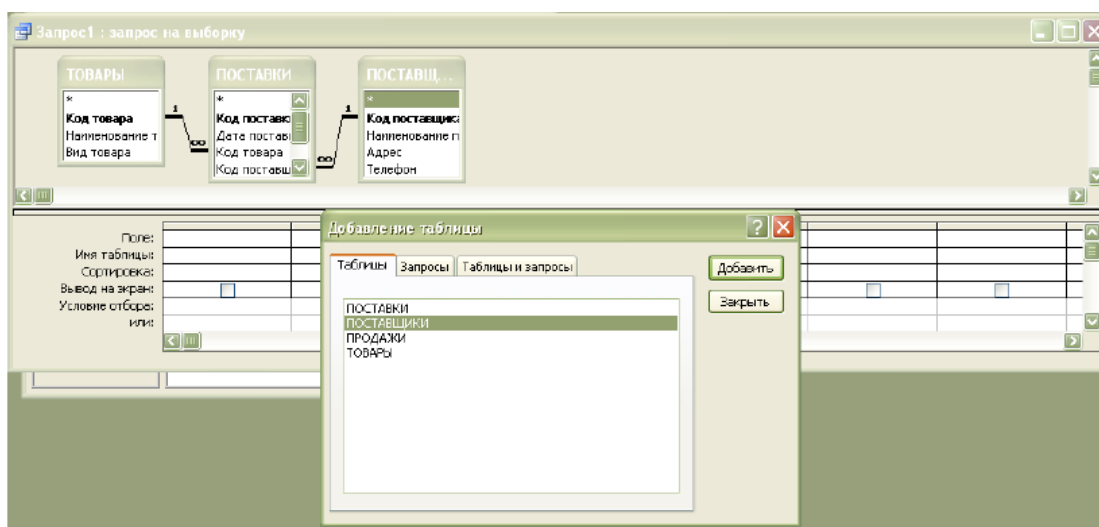 Запрос1 : запрос на выборку
ТОВАРЫ
*
Код товара
Наименование т
Вид товара
1
∞
ПОСТАВКИ
*
Код поставки
Дата постав
Код товара
Код поставщ
∞
1
ПОСТАВЩ...
*
Код поставщика
Наименование п
Адрес
Телефон
Поле:
Имя таблицы:
Сортировка:
Вывод на экран:
Условие отбора:
или:
Добавление таблицы
Таблицы
Запросы
Таблицы и запросы
ПОСТАВКИ
ПОСТАВЩИКИ
ПРОДАЖИ
ТОВАРЫ
Добавить
Закрыть